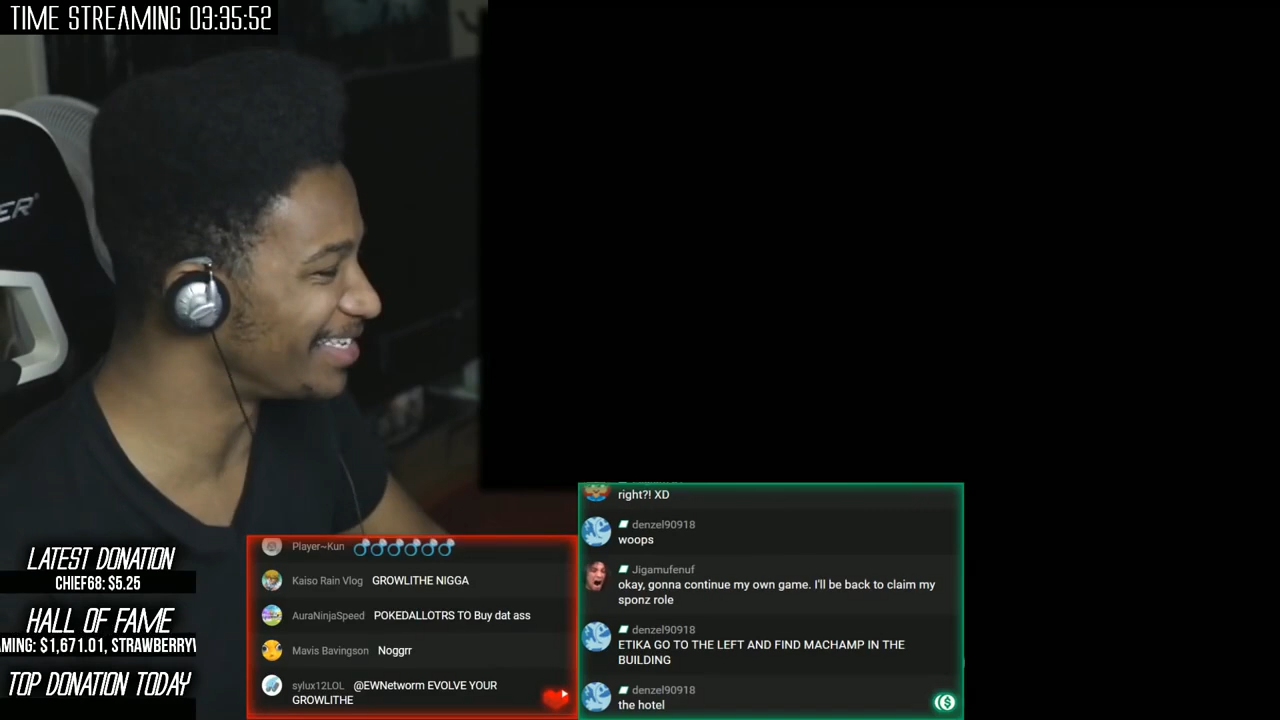 TIME STREAMING 03:35:52
ER
LATEST DONATION
CHIEF68: $5.25
HALL OF FAME
AMING: $1,671.01, STRAWBERRY
TOP DONATION TODAY
Player~Kun
Kaiso Rain Vlog GROWLITHE NIGGA
AuraNinjaSpeed POKEDALLOTRS TO Buy dat ass
Mavis Bavingson Noggrr
sylux12LOL @EWNetworm EVOLVE YOUR
GROWLITHE
right?! XD
denzel90918
woops
Jigamufenuf
okay, gonna continue my own game. I'll be back to claim my
sponz role
denzel90918
ETIKA GO TO THE LEFT AND FIND MACHAMP IN THE
BUILDING
denzel90918
the hotel